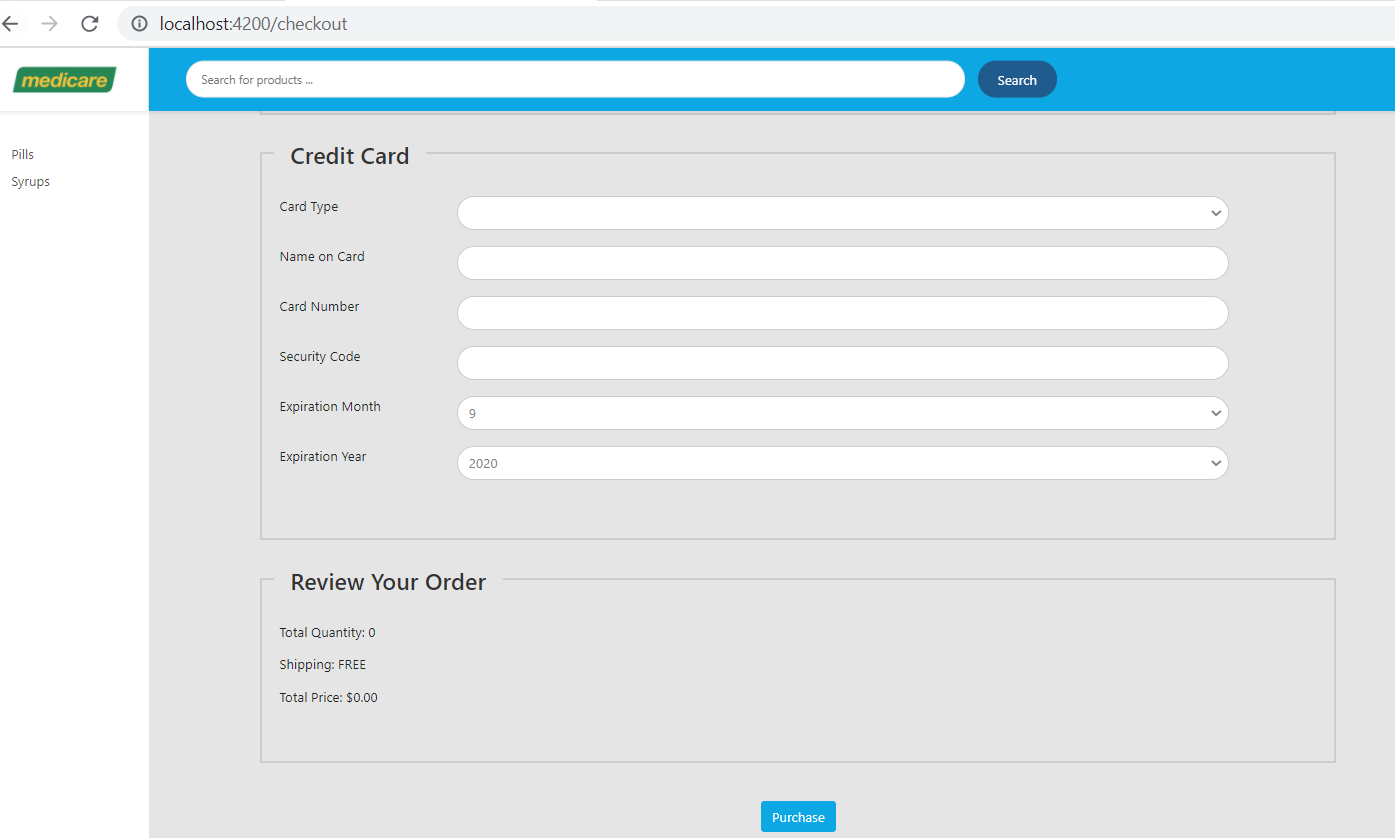 localhost:4200/checkout
medicare
Search for products ...
Search
Pills
Syrups
Credit Card
Card Type
Name on Card
Card Number
Security Code
Expiration Month
9
Expiration Year
2020
Review Your Order
Total Quantity: 0
Shipping: FREE
Total Price: $0.00
Purchase